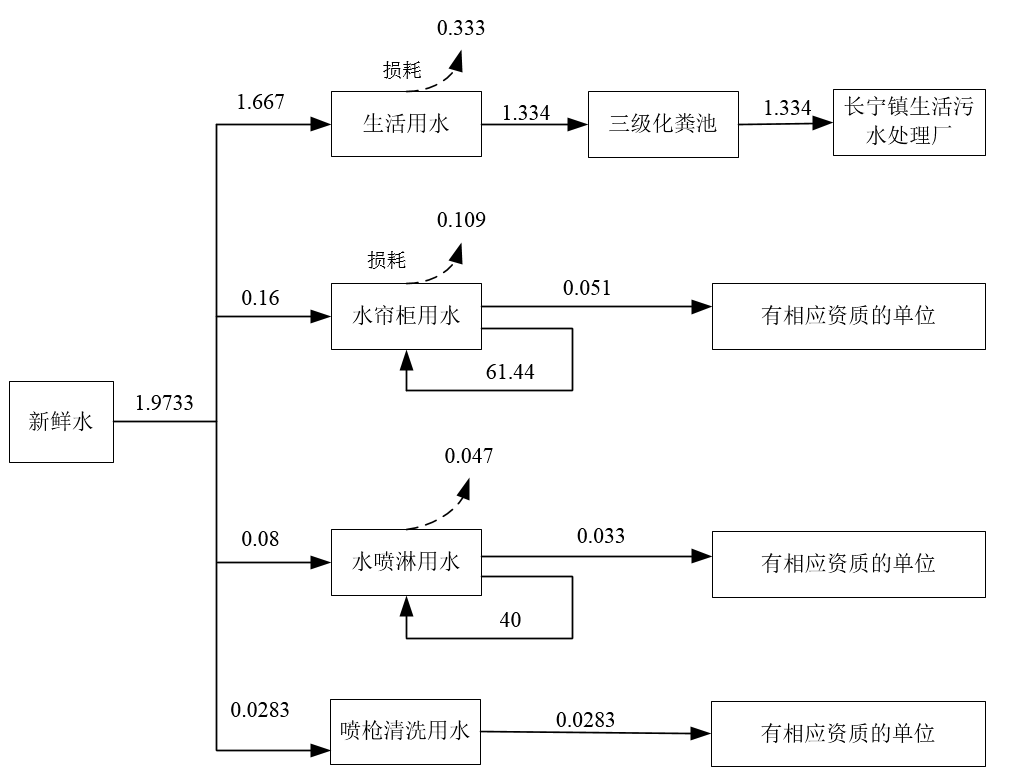 0.333
损耗
1.667
生活用水
1.334
三级化粪池
1.334
长宁镇生活污
水处理厂
0.109
损耗
0.16
水帘柜用水
0.051
有相应资质的单位
61.44
新鲜水
1.9733
0.047
0.08
水喷淋用水
0.033
有相应资质的单位
40
0.0283
喷枪清洗用水
0.0283
有相应资质的单位